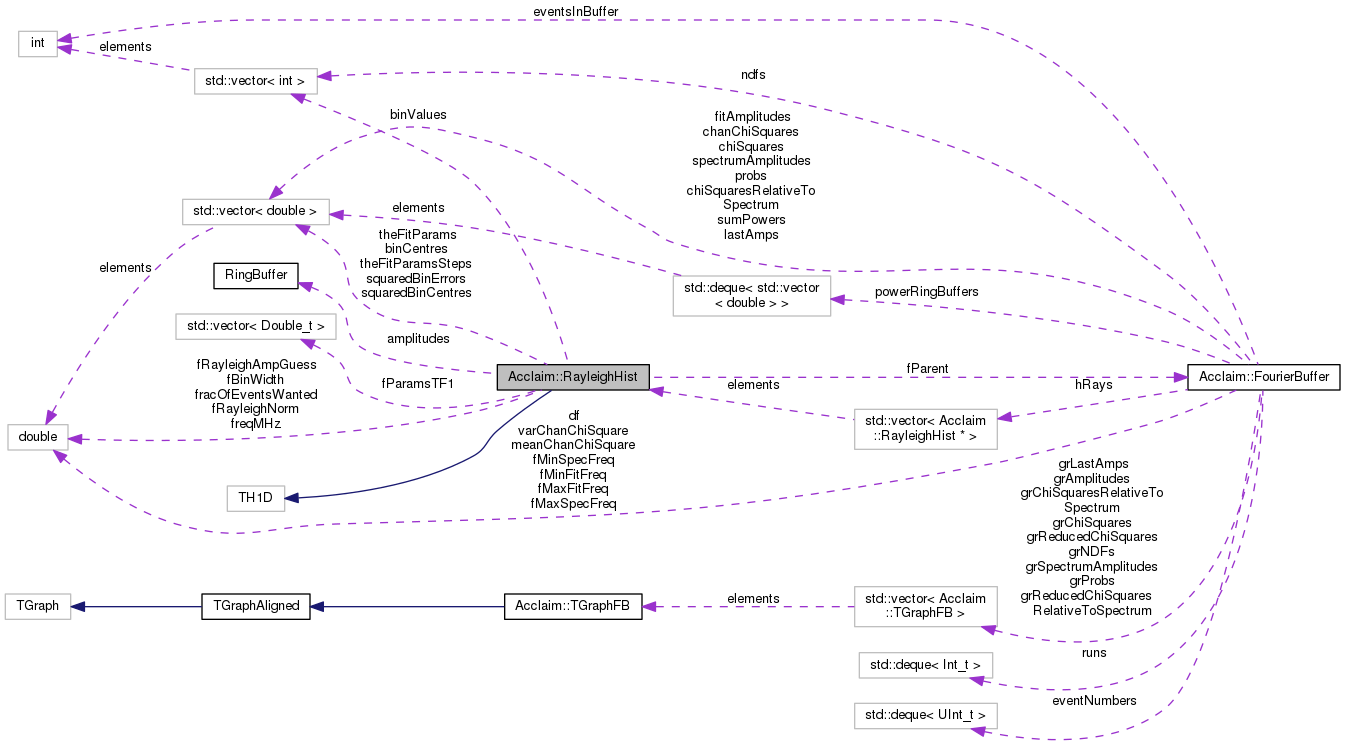 eventsInBuffer
int
elements
std::vector< int >
ndfs
binValues
fitAmplitudes
chanChiSquares
chiSquares
spectrumAmplitudes
probs
chiSquaresRelativeTo
Spectrum
sumPowers
lastAmps
std::vector< double >
elements
theFitParams
binCentres
theFitParamsSteps
squaredBinErrors
squaredBinCentres
elements
RingBuffer
std::deque< std::vector
< double > >
powerRingBuffers
std::vector< Double_t >
amplitudes
fRayleighAmpGuess
fBinWidth
fracOfEventsWanted
fRayleighNorm
freqMHz
fParamsTF1
Acclaim::RayleighHist
fParent
Acclaim::FourierBuffer
elements
hRays
std::vector< Acclaim
::RayleighHist * >
double
df
varChanChiSquare
meanChanChiSquare
fMinSpecFreq
fMinFitFreq
fMaxFitFreq
fMaxSpecFreq
TH1D
grLastAmps
grAmplitudes
grChiSquaresRelativeTo
Spectrum
grChiSquares
grReducedChiSquares
grNDFs
grSpectrumAmplitudes
grProbs
grReducedChiSquares
RelativeToSpectrum
TGraph
TGraphAligned
Acclaim::TGraphFB
elements
std::vector< Acclaim
::TGraphFB >
runs
std::deque< Int_t >
eventNumbers
std::deque< UInt_t >